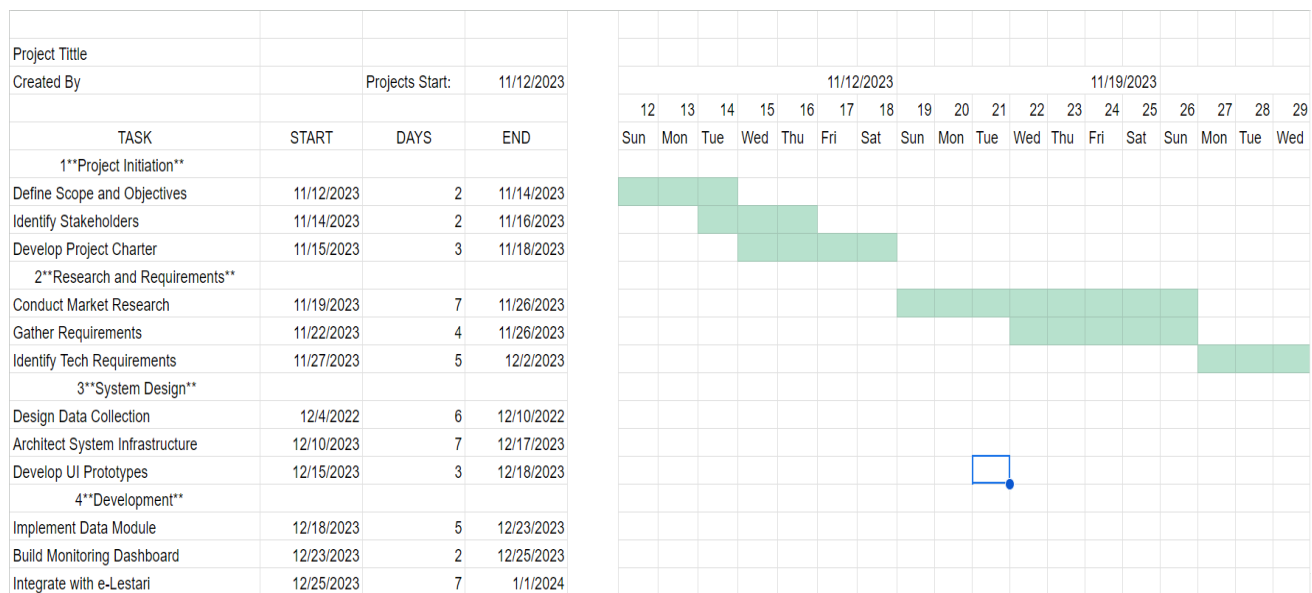 Project Tittle
Created By Projects Start: 11/12/2023 11/12/2023 11/19/2023
12 13 14 15 16 17 18 19 20 21 22 23 24 25 26 27 28 29
TASK START DAYS END Sun Mon Tue Wed Thu Fri Sat Sun Mon Tue Wed Thu Fri Sat Sun Mon Tue Wed
1**Project Initiation**
Define Scope and Objectives 11/12/2023 2 11/14/2023
Identify Stakeholders 11/14/2023 2 11/16/2023
Develop Project Charter 11/15/2023 3 11/18/2023
2**Research and Requirements**
Conduct Market Research 11/19/2023 7 11/26/2023
Gather Requirements 11/22/2023 4 11/26/2023
Identify Tech Requirements 11/27/2023 5 12/2/2023
3**System Design**
Design Data Collection 12/4/2022 6 12/10/2022
Architect System Infrastructure 12/10/2023 7 12/17/2023
Develop UI Prototypes 12/15/2023 3 12/18/2023
4**Development**
Implement Data Module 12/18/2023 5 12/23/2023
Build Monitoring Dashboard 12/23/2023 2 12/25/2023
Integrate with e-Lestari 12/25/2023 7 1/1/2024